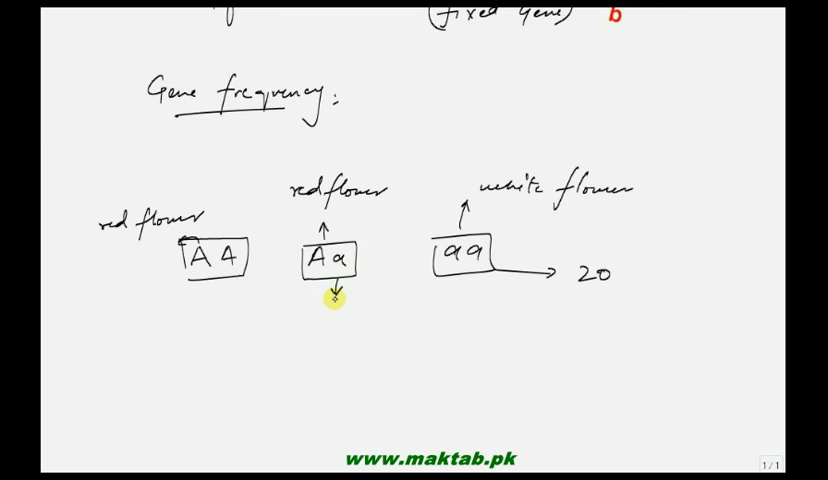 (fixed Gene) b
Gene frequency:
red flower
white flower
red flower
AA
Aa
aa
20
www.maktab.pk
1/1